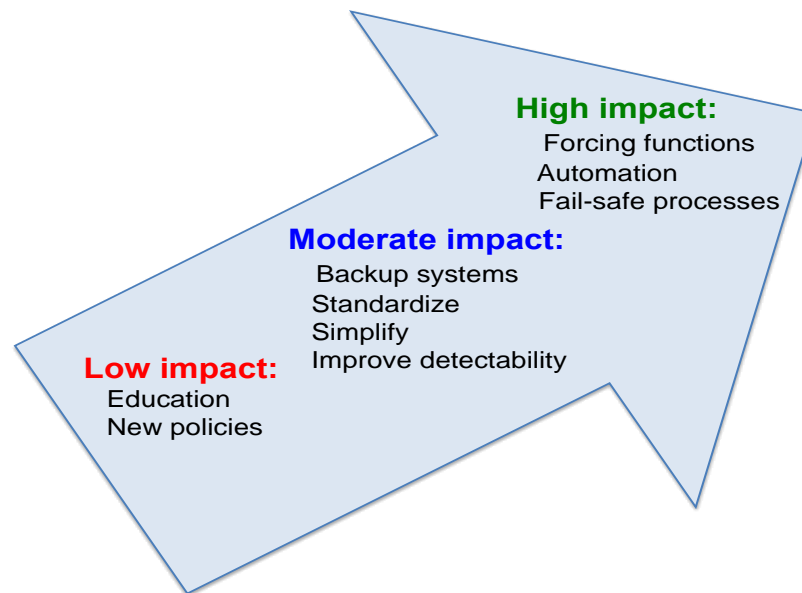 High impact:
Forcing functions
Automation
Fail-safe processes
Moderate impact:
Backup systems
Standardize
Simplify
Improve detectability
Low impact:
Education
New policies